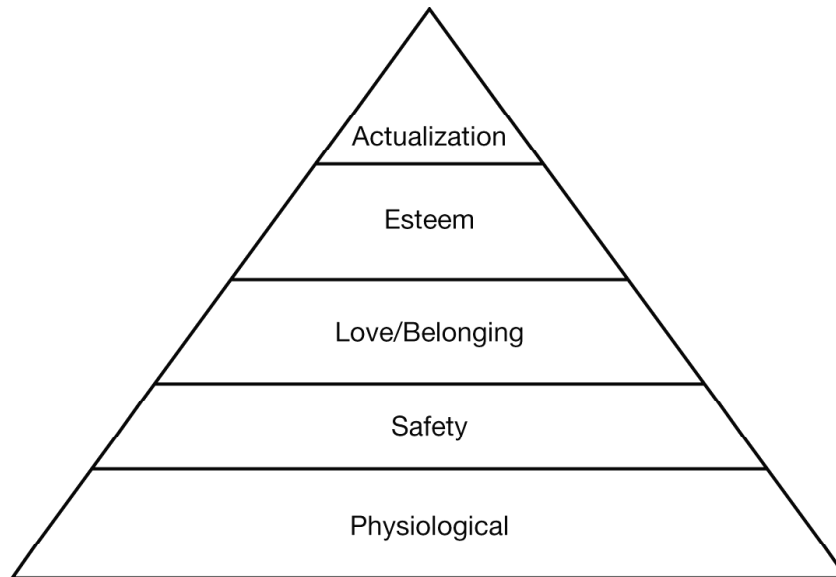 Actualization
Esteem
Love/Belonging
Safety
Physiological